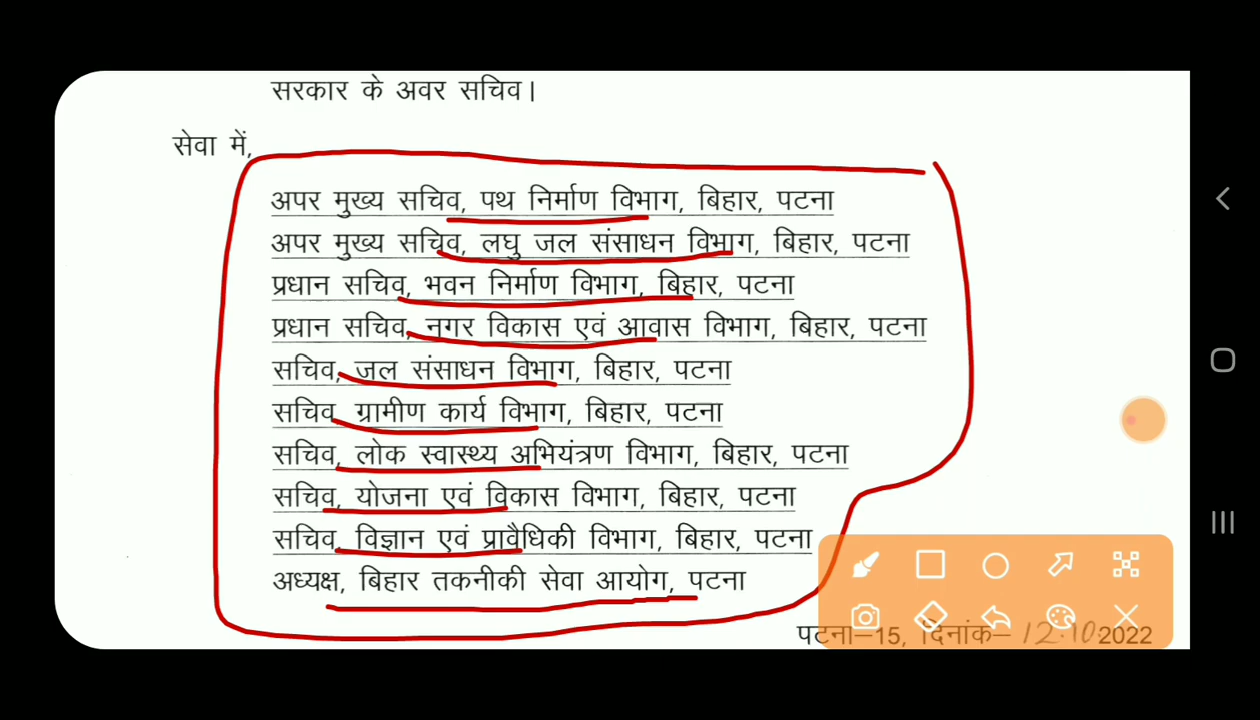 सरकार के अवर सचिव।
सेवा में,
अपर मुख्य सचिव, पथ निर्माण विभाग, बिहार, पटना
अपर मुख्य सचिव, लघु जल संसाधन विभाग, बिहार, पटना
प्रधान सचिव, भवन निर्माण विभाग, बिहार, पटना
प्रधान सचिव, नगर विकास एवं आवास विभाग, बिहार, पटना
सचिव, जल संसाधन विभाग, बिहार, पटना
सचिव, ग्रामीण कार्य विभाग, बिहार, पटना
सचिव, लोक स्वास्थ्य अभियंत्रण विभाग, बिहार, पटना
सचिव, योजना एवं विकास विभाग, बिहार, पटना
सचिव, विज्ञान एवं प्रावैधिकी विभाग, बिहार, पटना
अध्यक्ष, बिहार तकनीकी सेवा आयोग, पटना
पटना–15, दिनांक– 12.10.2022